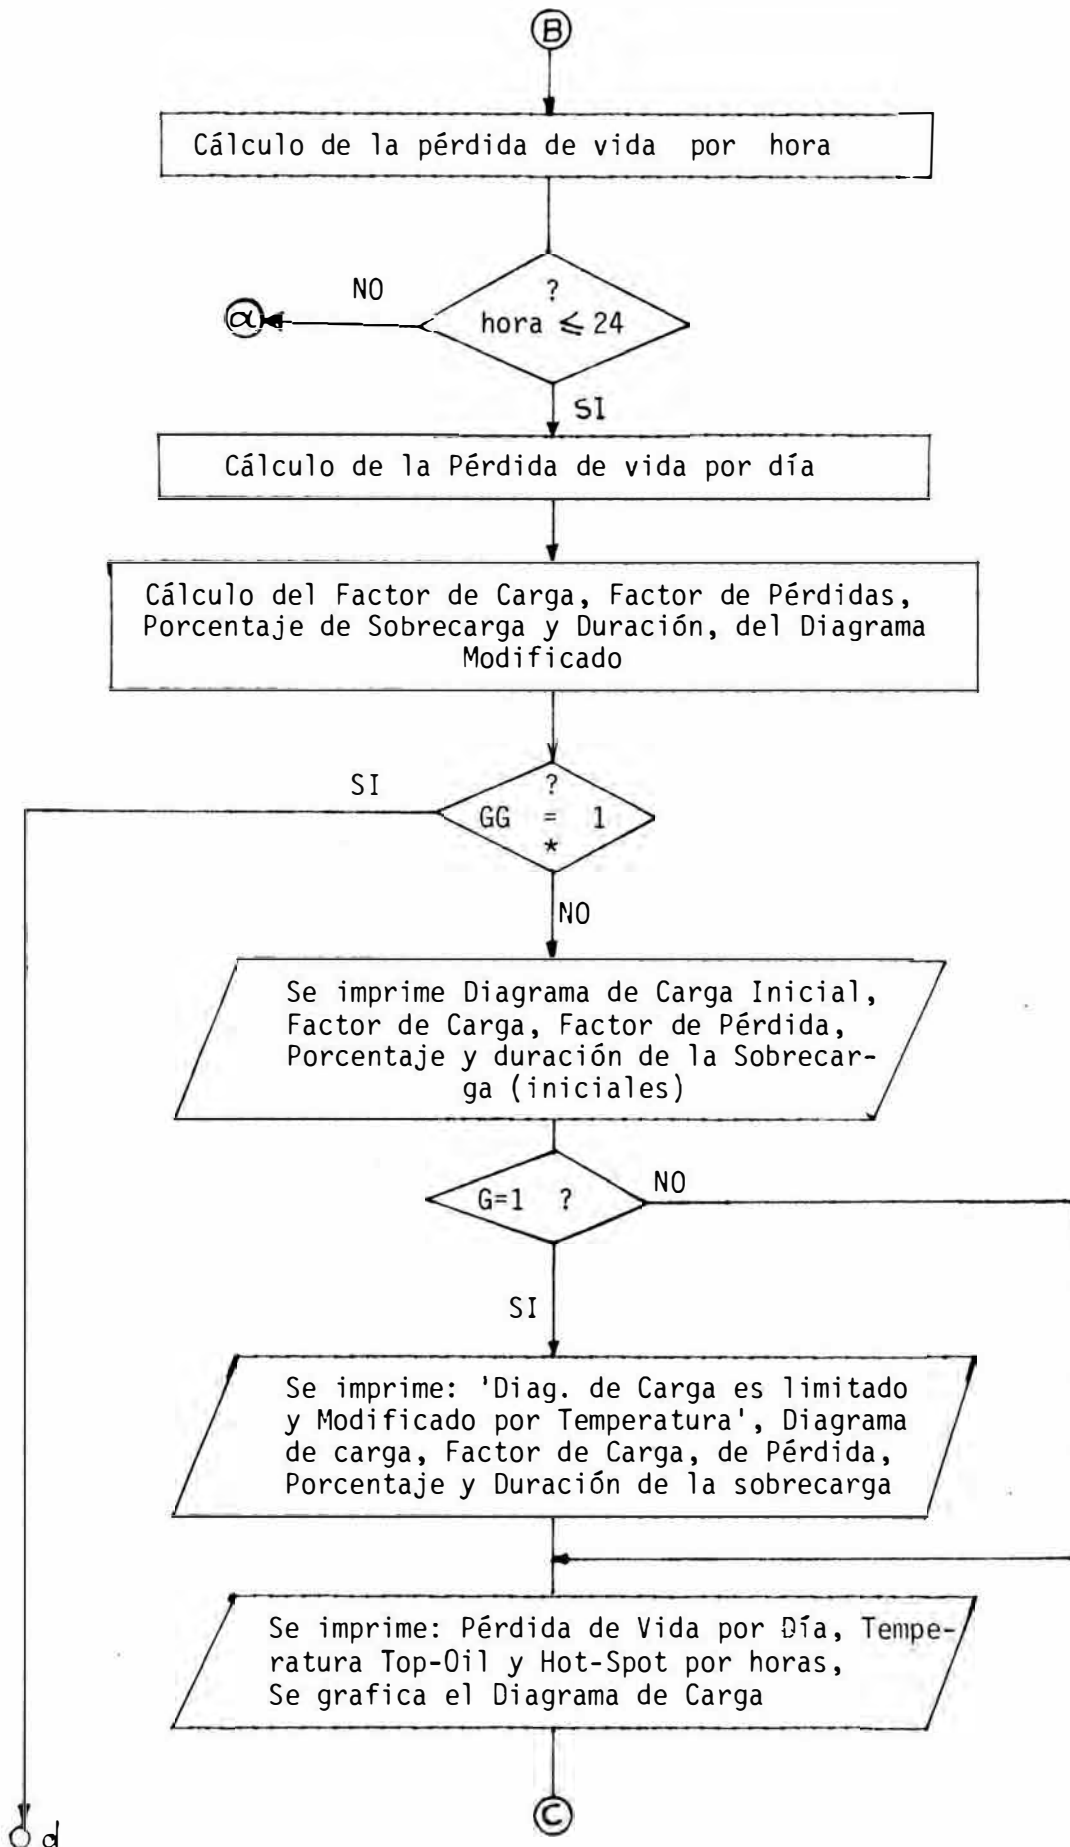 B
Cálculo de la pérdida de vida por hora
NO
?
hora ⩽ 24
α
SI
Cálculo de la Pérdida de vida por día
Cálculo del Factor de Carga, Factor de Pérdidas,
Porcentaje de Sobrecarga y Duración, del Diagrama
Modificado
SI
?
GG = 1
*
NO
Se imprime Diagrama de Carga Inicial,
Factor de Carga, Factor de Pérdida,
Porcentaje y duración de la Sobrecar-
ga (iniciales)
G=1 ?
NO
SI
Se imprime: 'Diag. de Carga es limitado
y Modificado por Temperatura', Diagrama
de carga, Factor de Carga, de Pérdida,
Porcentaje y Duración de la sobrecarga
Se imprime: Pérdida de Vida por Día, Tempe-
ratura Top-Oil y Hot-Spot por horas,
Se grafica el Diagrama de Carga
C
d